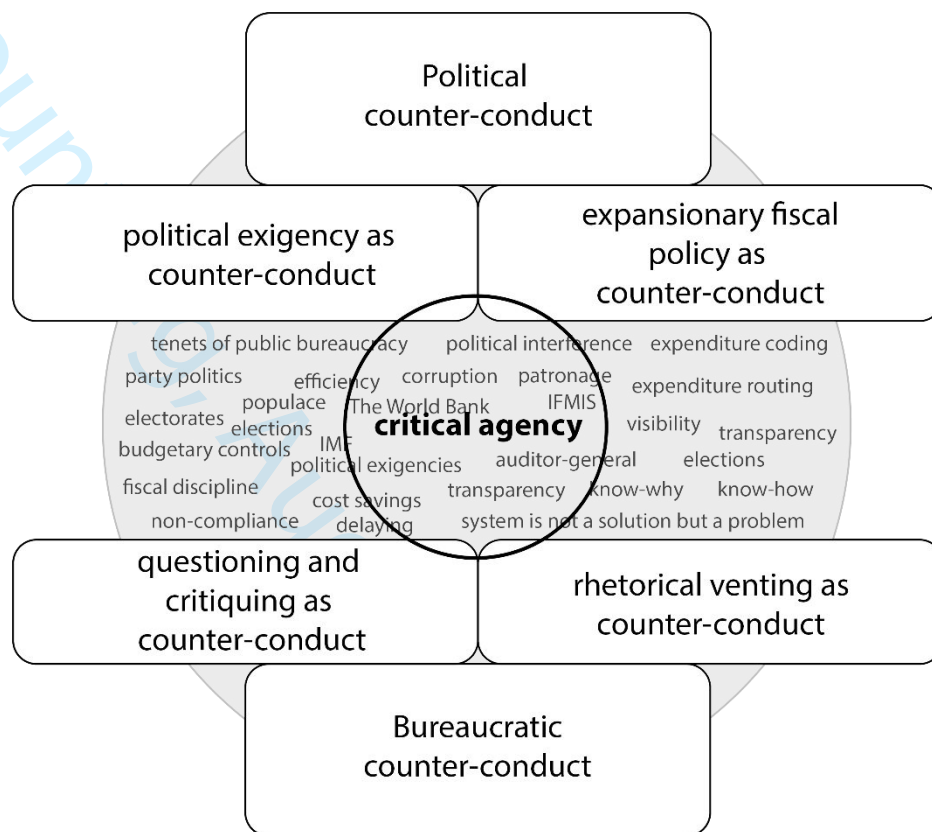 Political
counter-conduct
political exigency as
counter-conduct
expansionary fiscal
policy as
counter-conduct
tenets of public bureaucracy political interference expenditure coding
party politics efficiency corruption patronage expenditure routing
populace The World Bank IFMIS
electorates elections critical agency visibility transparency
budgetary controls IMF political exigencies auditor-general elections
fiscal discipline cost savings transparency know-why know-how
non-compliance delaying system is not a solution but a problem
questioning and
critiquing as
counter-conduct
rhetorical venting as
counter-conduct
Bureaucratic
counter-conduct